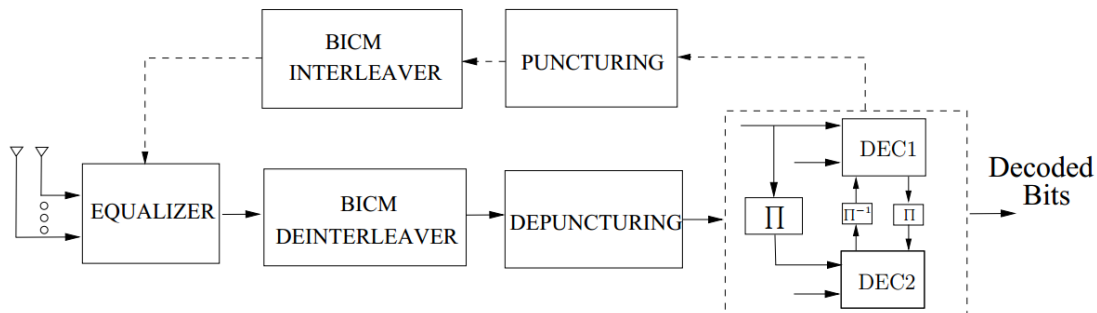 BICM
INTERLEAVER
PUNCTURING
EQUALIZER
BICM
DEINTERLEAVER
DEPUNCTURING
DEC1
∏
∏⁻¹
∏
DEC2
Decoded
Bits